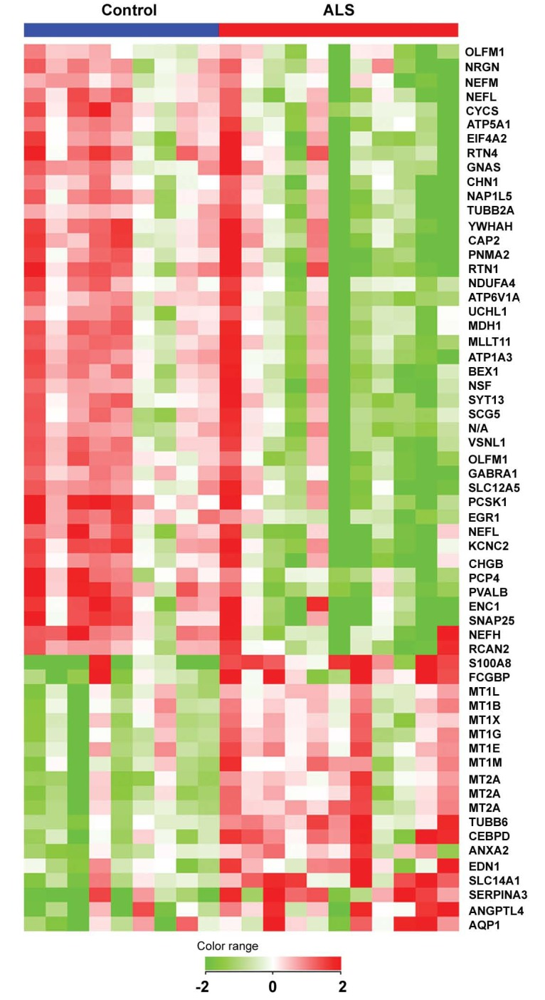 Control ALS
OLFM1
NRGN
NEFM
NEFL
CYCS
ATP5A1
EIF4A2
RTN4
GNAS
CHN1
NAP1L5
TUBB2A
YWHAH
CAP2
PNMA2
RTN1
NDUFA4
ATP6V1A
UCHL1
MDH1
MLLT11
ATP1A3
BEX1
NSF
SYT13
SCG5
N/A
VSNL1
OLFM1
GABRA1
SLC12A5
PCSK1
EGR1
NEFL
KCNC2
CHGB
PCP4
PVALB
ENC1
SNAP25
NEFH
RCAN2
S100A8
FCGBP
MT1L
MT1B
MT1X
MT1G
MT1E
MT1M
MT2A
MT2A
MT2A
TUBB6
CEBPD
ANXA2
EDN1
SLC14A1
SERPINA3
ANGPTL4
AQP1
Color range
-2 0 2